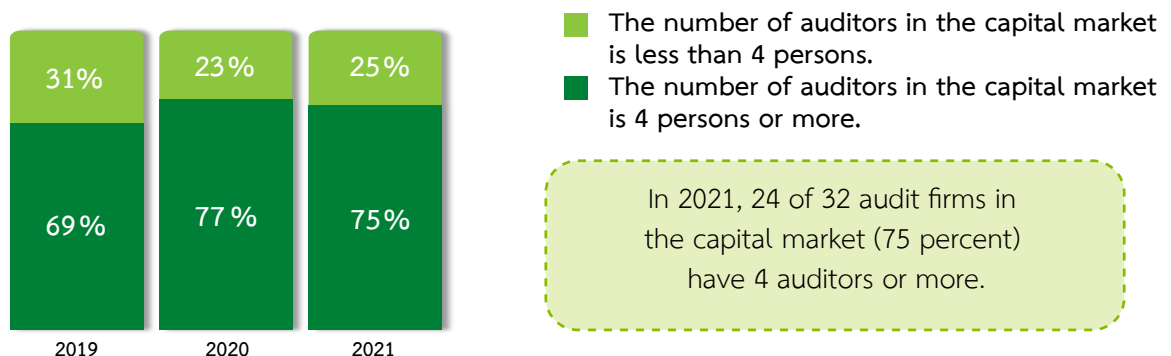 31%
23%
25%
69%
77%
75%
2019
2020
2021
The number of auditors in the capital market
is less than 4 persons.
The number of auditors in the capital market
is 4 persons or more.
In 2021, 24 of 32 audit firms in
the capital market (75 percent)
have 4 auditors or more.